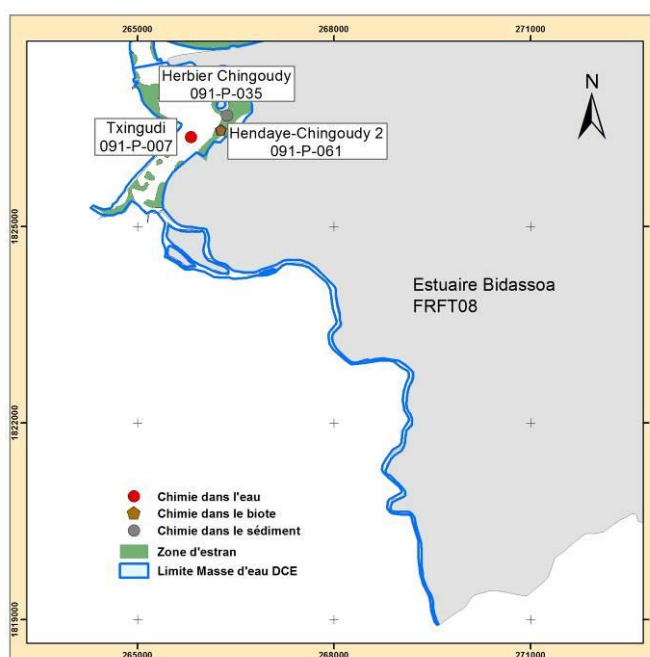 265000
268000
271000
Herbier Chingoudy
091-P-035
N
Txingudi
091-P-007
Hendaye-Chingoudy 2
091-P-061
1825000
Estuaire Bidassoa
FRFT08
1822000
Chimie dans l'eau
Chimie dans le biote
Chimie dans le sédiment
Zone d'estran
Limite Masse d'eau DCE
1819000
265000
268000
271000